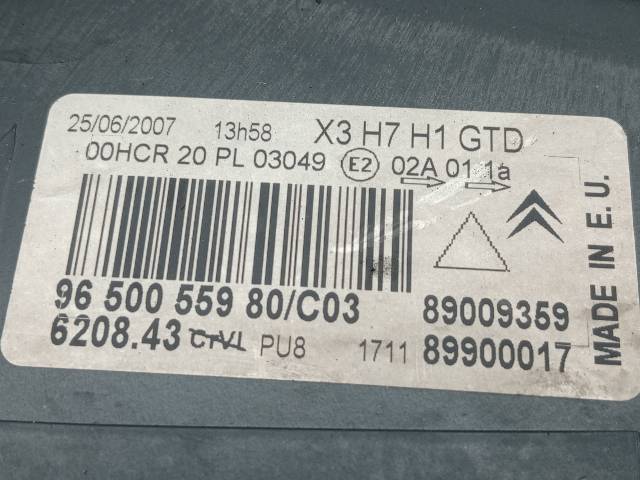 25/06/2007 13h58 X3 H7 H1 GTD
00HCR 20 PL 03049 E2 02A 01 1a
96 500 559 80/C03 89009359
6208.43 CrVL PU8 1711 89900017
MADE IN E.U.